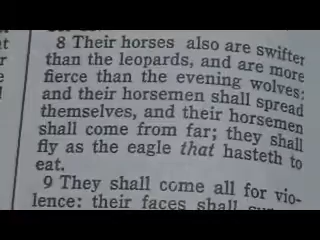 8 Their horses also are swifter
than the leopards, and are more
fierce than the evening wolves:
and their horsemen shall spread
themselves, and their horsemen
shall come from far; they shall
fly as the eagle that hasteth to
eat.
9 They shall come all for vio-
lence: their faces shall